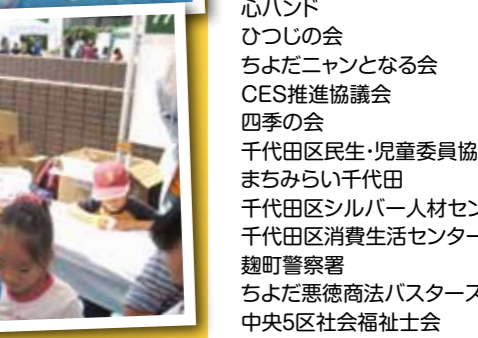 心バンド
ひつじの会
ちよだニャンとなる会
CES推進協議会
四季の会
千代田区民生・児童委員協
まちみらい千代田
千代田区シルバー人材セン
千代田区消費生活センター
麹町警察署
ちよだ悪徳商法バスターズ
中央5区社会福祉士会